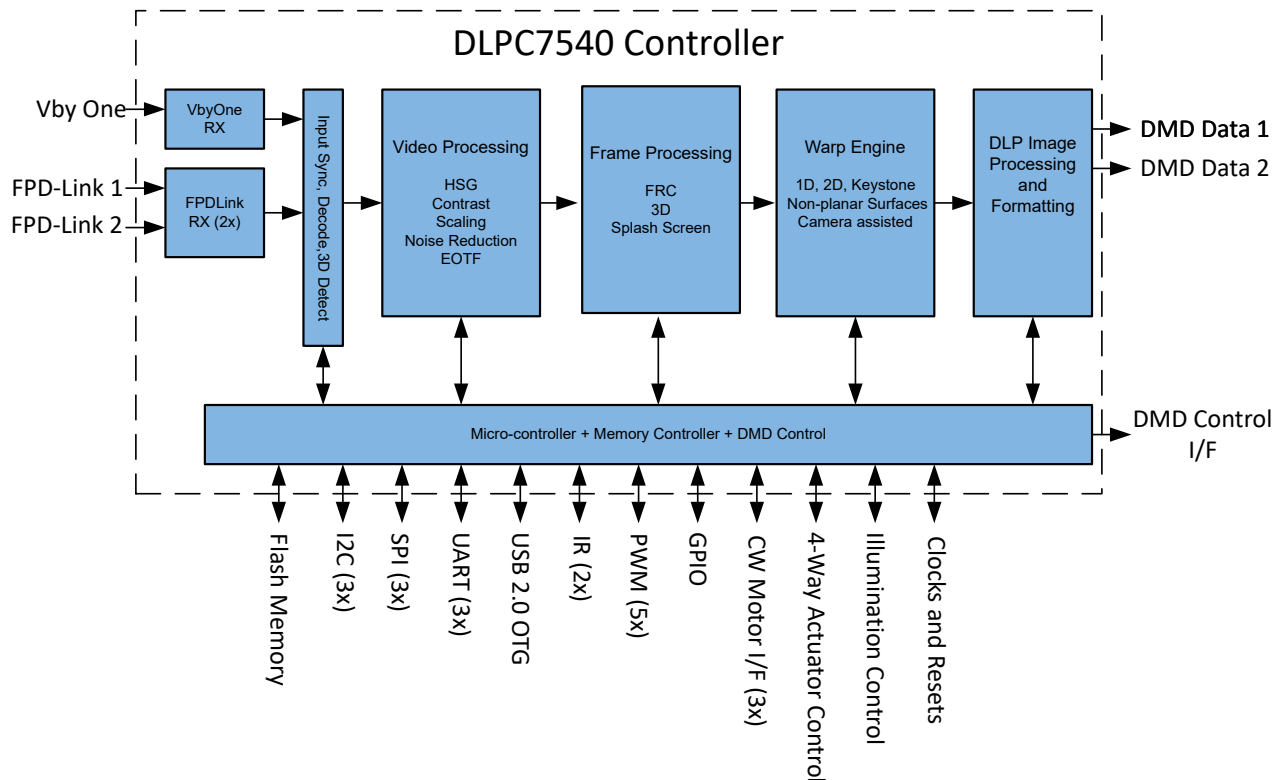 DLPC7540 Controller
Vby One
FPD-Link 1
FPD-Link 2
VbyOne
RX
FPDLink
RX (2x)
Input Sync, Decode,3D Detect
Video Processing
HSG
Contrast
Scaling
Noise Reduction
EOTF
Frame Processing
FRC
3D
Splash Screen
Warp Engine
1D, 2D, Keystone
Non-planar Surfaces
Camera assisted
DLP Image
Processing
and
Formatting
DMD Data 1
DMD Data 2
Micro-controller + Memory Controller + DMD Control
DMD Control
I/F
Flash Memory
I2C (3x)
SPI (3x)
UART (3x)
USB 2.0 OTG
IR (2x)
PWM (5x)
GPIO
CW Motor I/F (3x)
4-Way Actuator Control
Illumination Control
Clocks and Resets